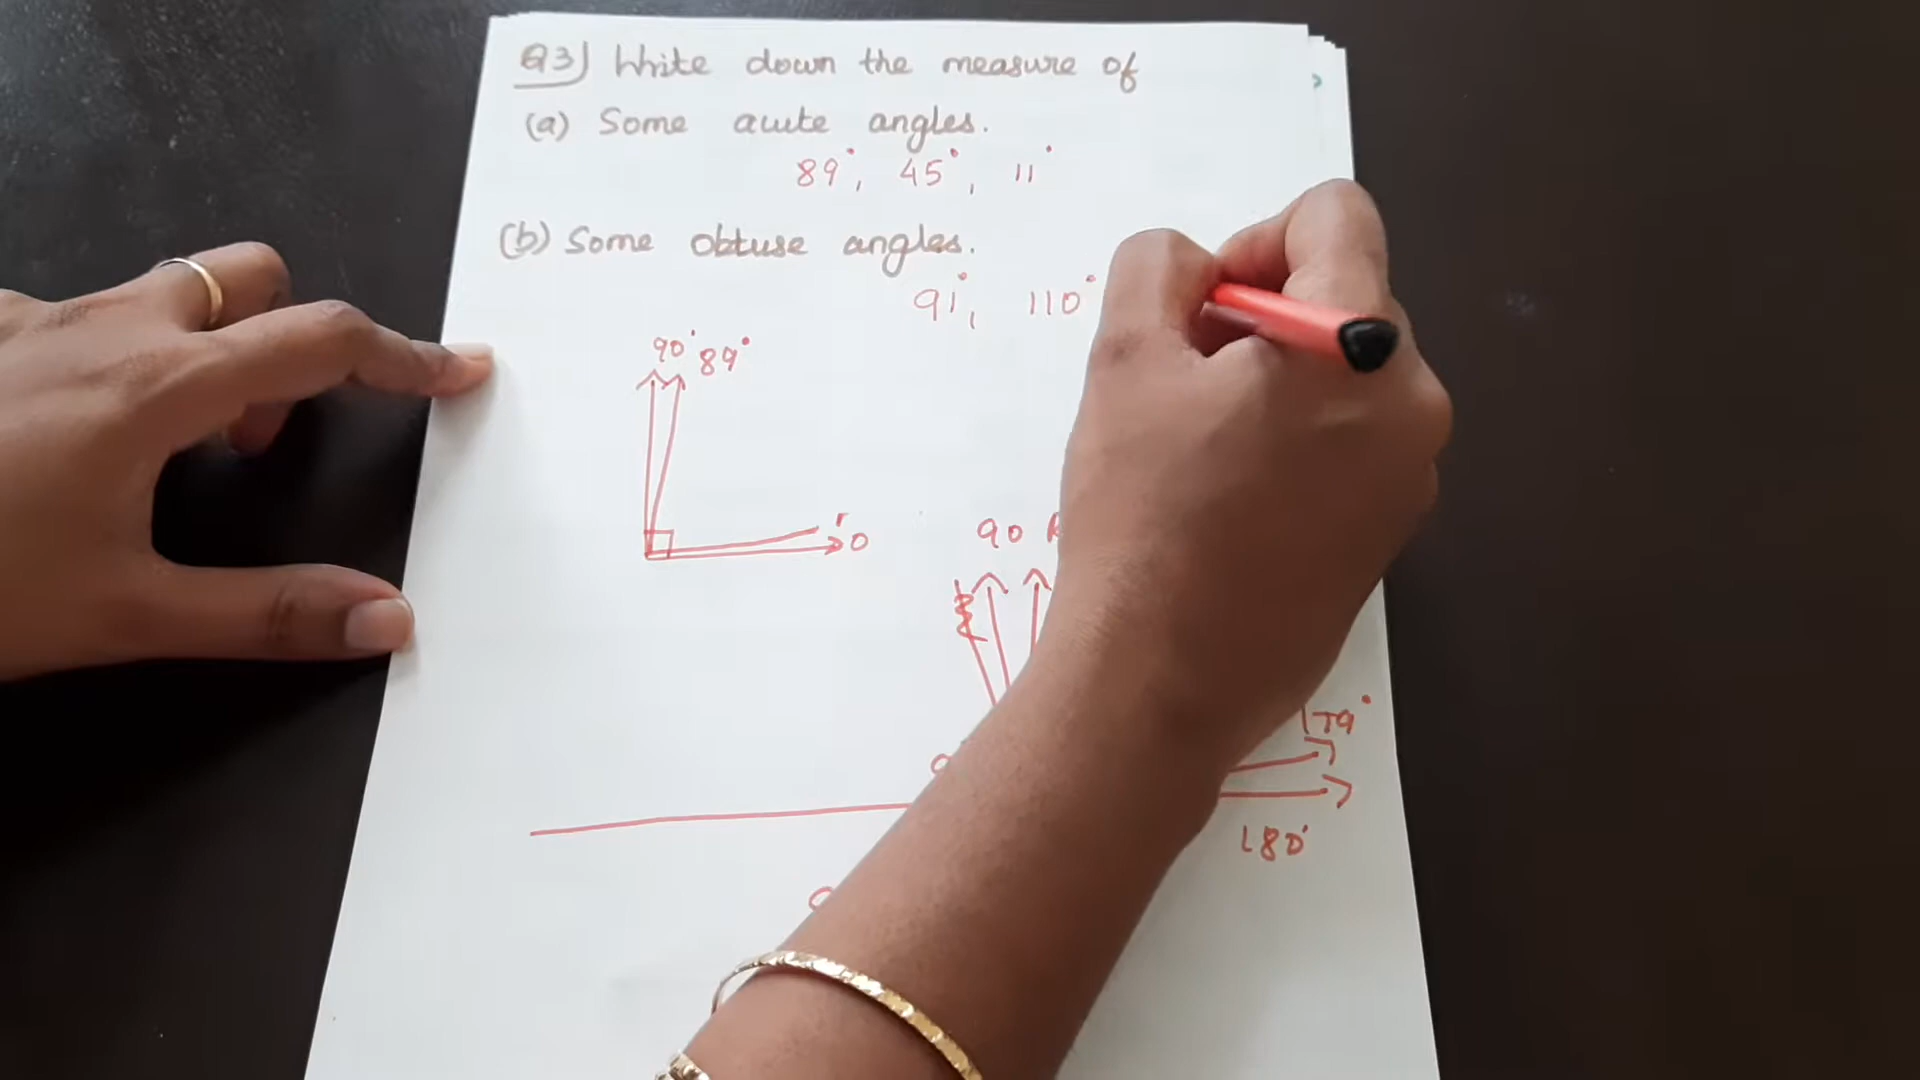 Q3) Write down the measure of
(a) Some acute angles.
89°, 45°, 11°
(b) Some obtuse angles.
91°, 110°
90° 89°
0
90
179°
180°